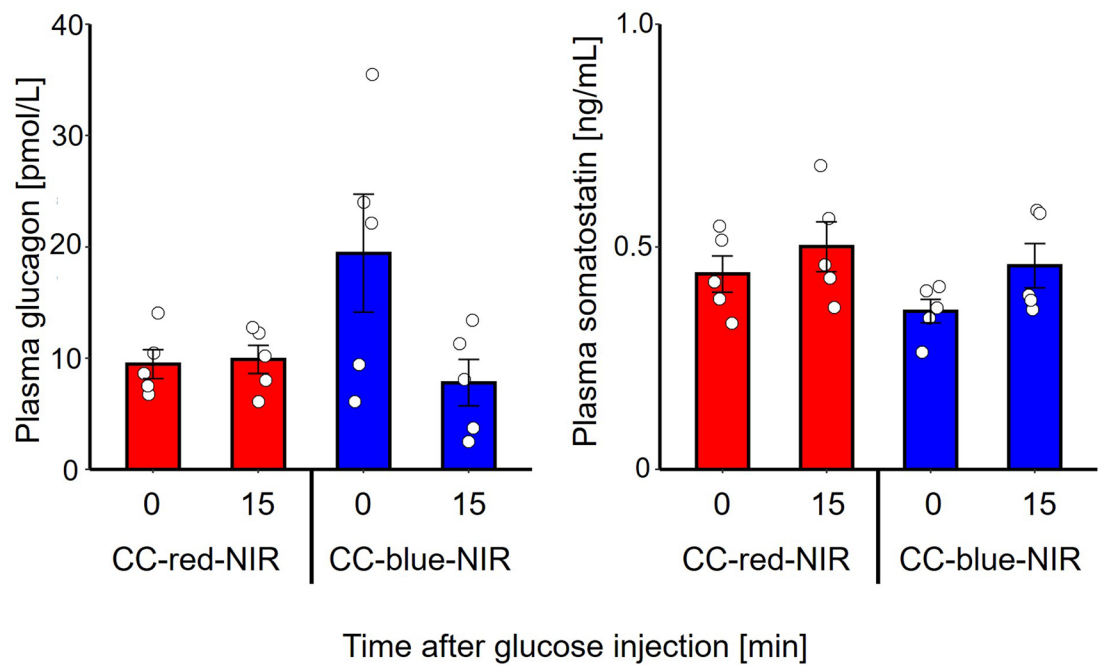 Plasma glucagon [pmol/L]
40
30
20
10
0
0 15 0 15
CC-red-NIR CC-blue-NIR
Plasma somatostatin [ng/mL]
1.0
0.5
0
0 15 0 15
CC-red-NIR CC-blue-NIR
Time after glucose injection [min]